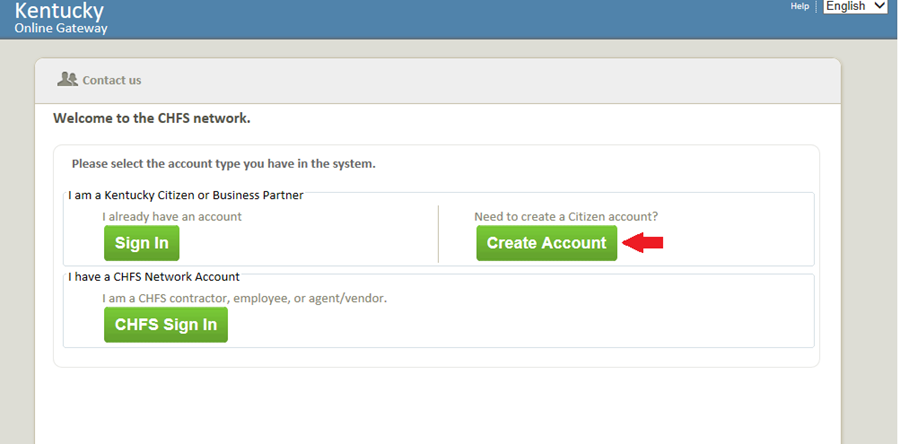 Kentucky
Online Gateway
Help
English
Contact us
Welcome to the CHFS network.
Please select the account type you have in the system.
I am a Kentucky Citizen or Business Partner
I already have an account
Sign In
Need to create a Citizen account?
Create Account
I have a CHFS Network Account
I am a CHFS contractor, employee, or agent/vendor.
CHFS Sign In